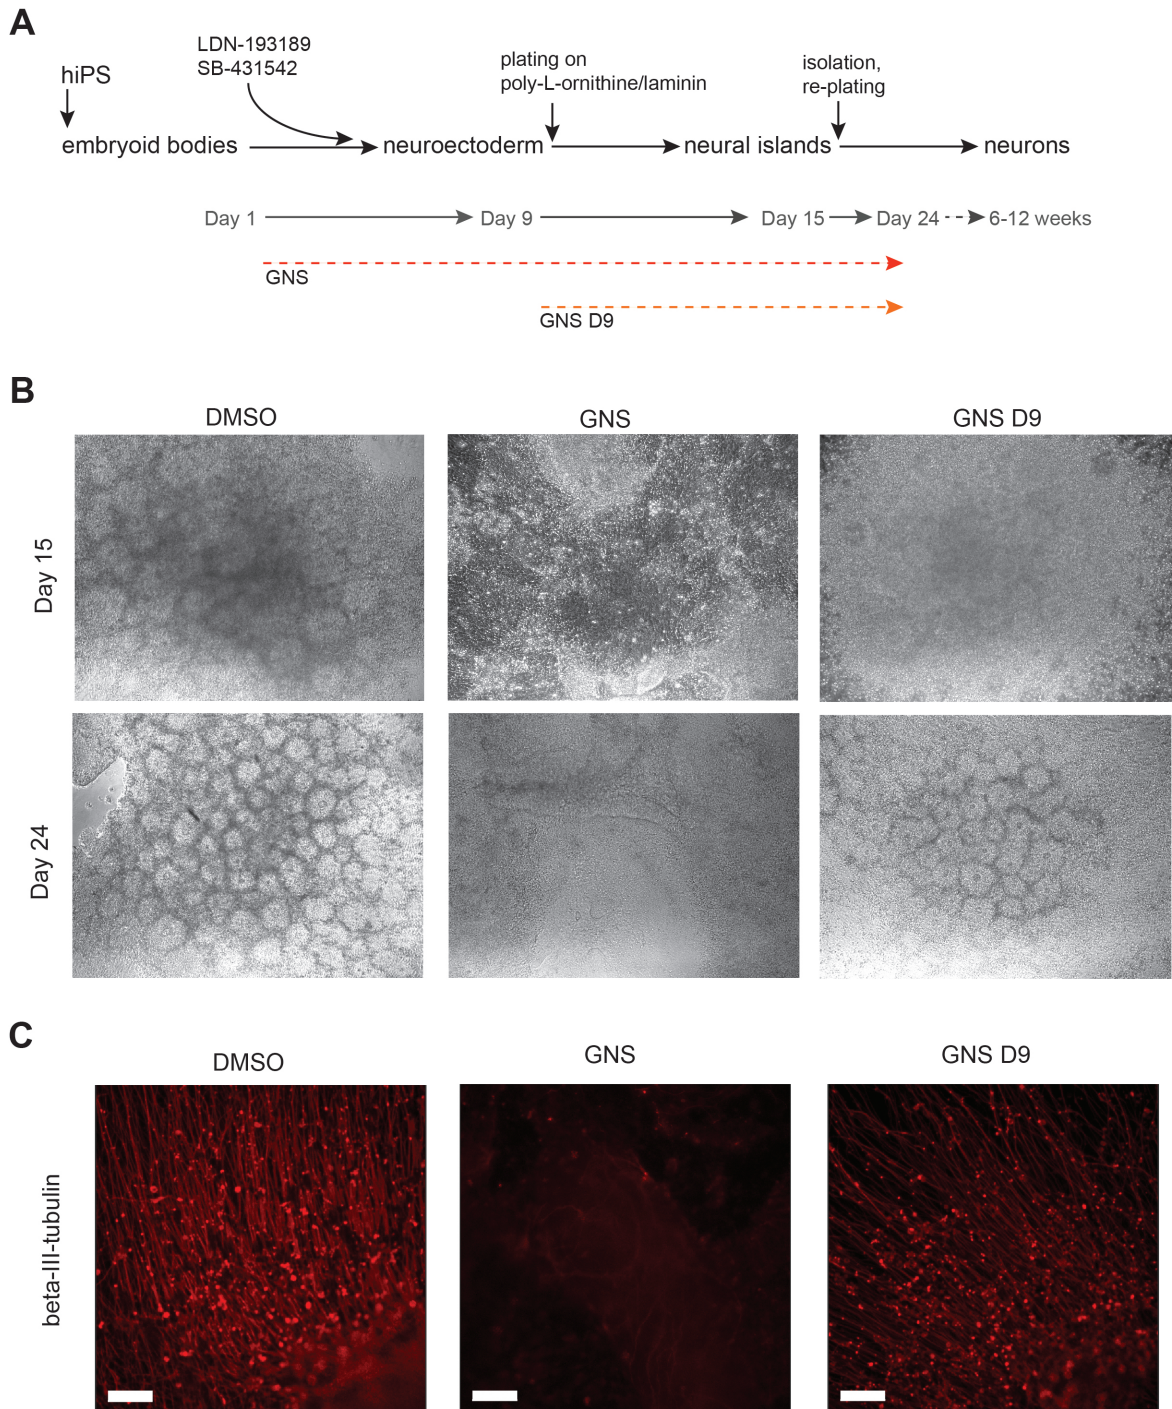 A
LDN-193189
SB-431542
hiPS
plating on
poly-L-ornithine/laminin
isolation,
re-plating
embryoid bodies
neuroectoderm
neural islands
neurons
Day 1
Day 9
Day 15
Day 24
6-12 weeks
GNS
GNS D9
B
DMSO
GNS
GNS D9
Day 15
Day 24
C
DMSO
GNS
GNS D9
beta-III-tubulin